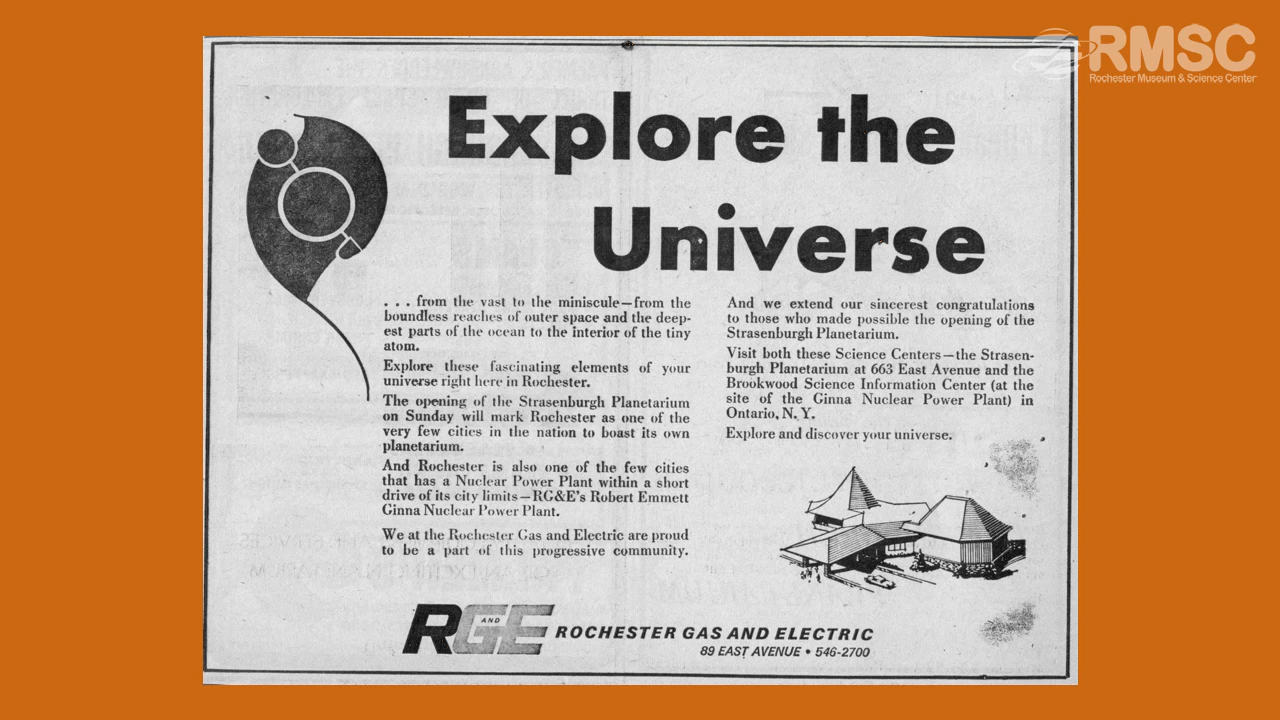 RMSC
Rochester Museum & Science Center
Explore the
Universe
. . . from the vast to the miniscule—from the
boundless reaches of outer space and the deep-
est parts of the ocean to the interior of the tiny
atom.
Explore these fascinating elements of your
universe right here in Rochester.
The opening of the Strasenburgh Planetarium
on Sunday will mark Rochester as one of the
very few cities in the nation to boast its own
planetarium.
And Rochester is also one of the few cities
that has a Nuclear Power Plant within a short
drive of its city limits—RG&E's Robert Emmett
Ginna Nuclear Power Plant.
We at the Rochester Gas and Electric are proud
to be a part of this progressive community.
And we extend our sincerest congratulations
to those who made possible the opening of the
Strasenburgh Planetarium.
Visit both these Science Centers—the Strasen-
burgh Planetarium at 663 East Avenue and the
Brookwood Science Information Center (at the
site of the Ginna Nuclear Power Plant) in
Ontario, N. Y.
Explore and discover your universe.
RG AND E ROCHESTER GAS AND ELECTRIC
89 EAST AVENUE • 546-2700